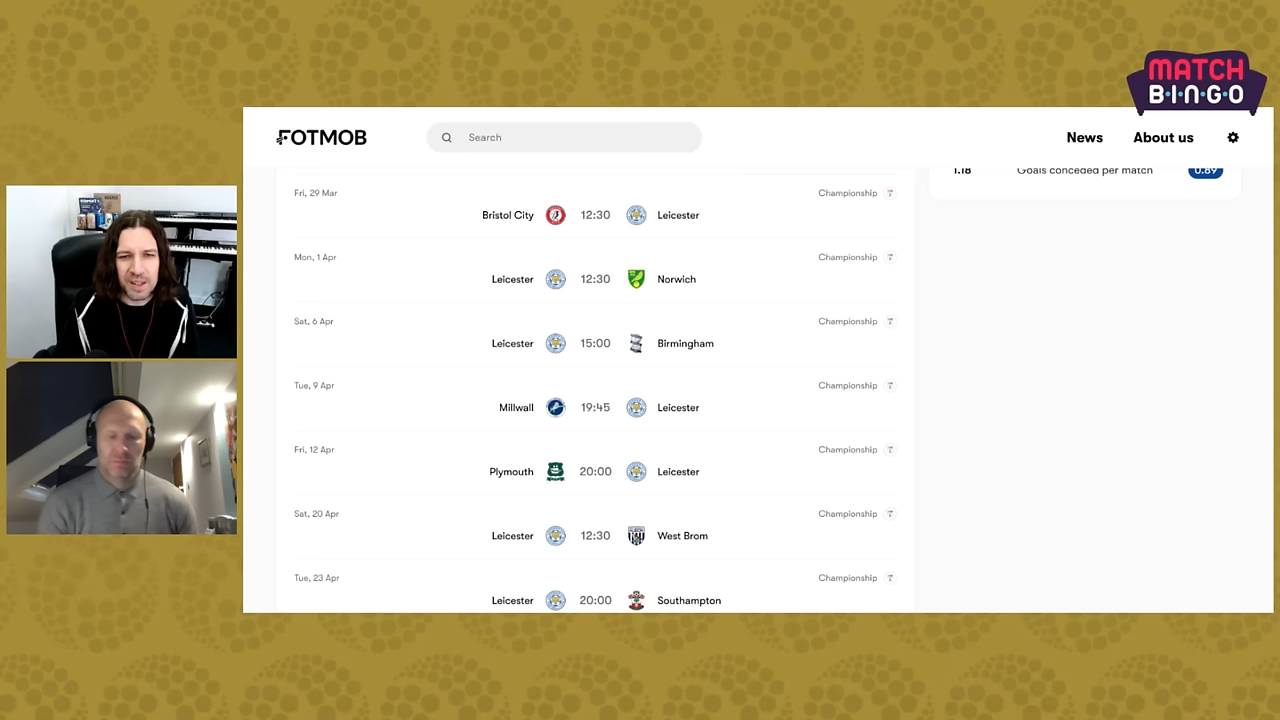 MATCH
B·I·N·G·O
FOTMOB
Search
News
About us
1.18 Goals conceded per match 0.89
Fri, 29 Mar
Championship
Bristol City 12:30 Leicester
Mon, 1 Apr
Championship
Leicester 12:30 Norwich
Sat, 6 Apr
Championship
Leicester 15:00 Birmingham
Tue, 9 Apr
Championship
Millwall 19:45 Leicester
Fri, 12 Apr
Championship
Plymouth 20:00 Leicester
Sat, 20 Apr
Championship
Leicester 12:30 West Brom
Tue, 23 Apr
Championship
Leicester 20:00 Southampton